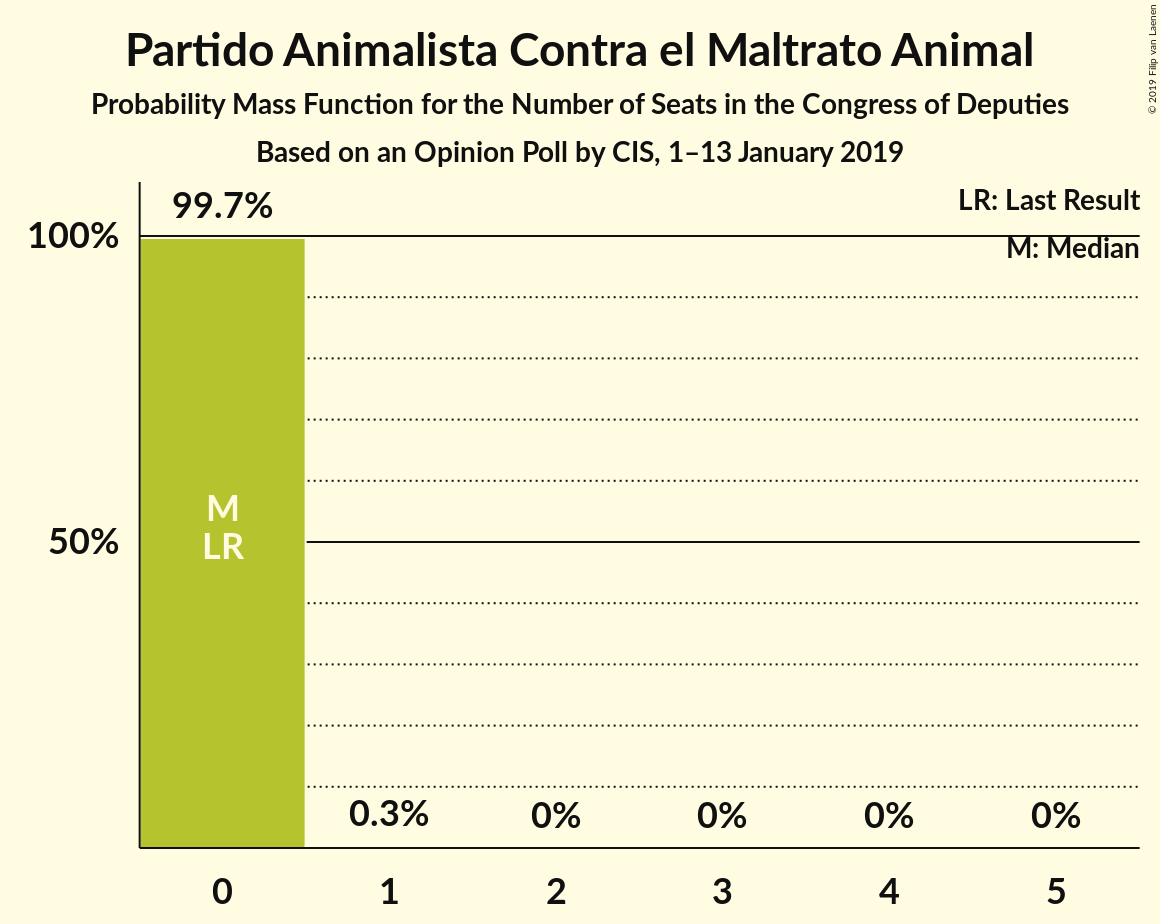 Partido Animalista Contra el Maltrato Animal
Probability Mass Function for the Number of Seats in the Congress of Deputies
Based on an Opinion Poll by CIS, 1–13 January 2019
© 2019 Filip van Laenen
LR: Last Result
M: Median
99.7%
100%
50%
M
LR
0.3%
0%
0%
0%
0%
0
1
2
3
4
5